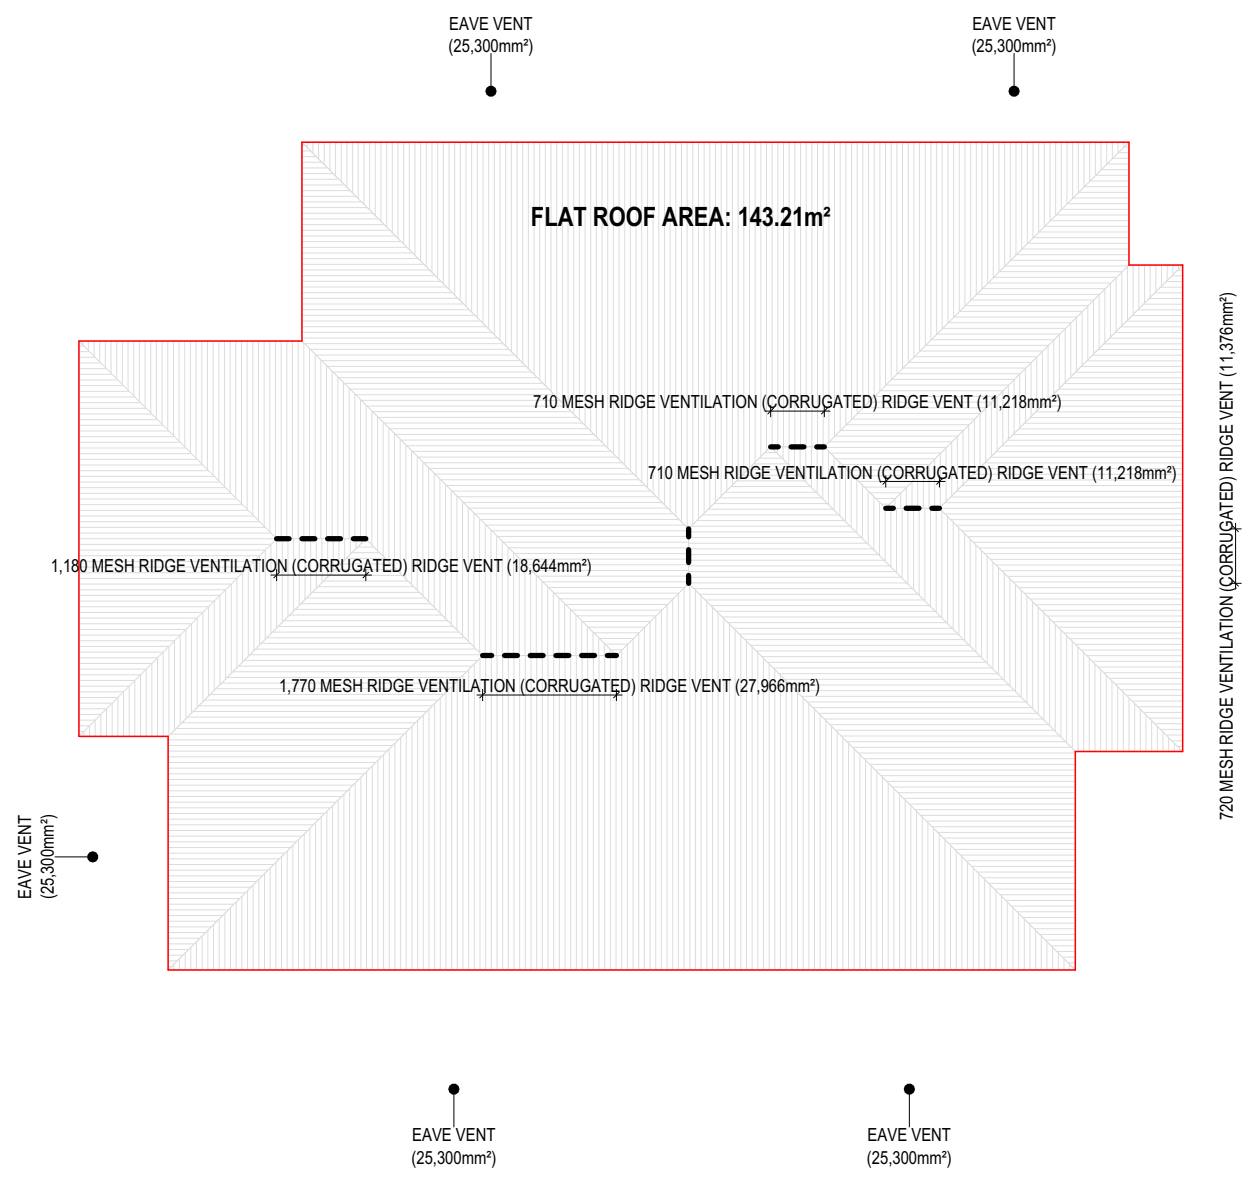 EAVE VENT
(25,300mm²)
EAVE VENT
(25,300mm²)
FLAT ROOF AREA: 143.21m²
710 MESH RIDGE VENTILATION (CORRUGATED) RIDGE VENT (11,218mm²)
710 MESH RIDGE VENTILATION (CORRUGATED) RIDGE VENT (11,218mm²)
720 MESH RIDGE VENTILATION (CORRUGATED) RIDGE VENT (11,376mm²)
1,180 MESH RIDGE VENTILATION (CORRUGATED) RIDGE VENT (18,644mm²)
1,770 MESH RIDGE VENTILATION (CORRUGATED) RIDGE VENT (27,966mm²)
EAVE VENT
(25,300mm²)
EAVE VENT
(25,300mm²)
EAVE VENT
(25,300mm²)